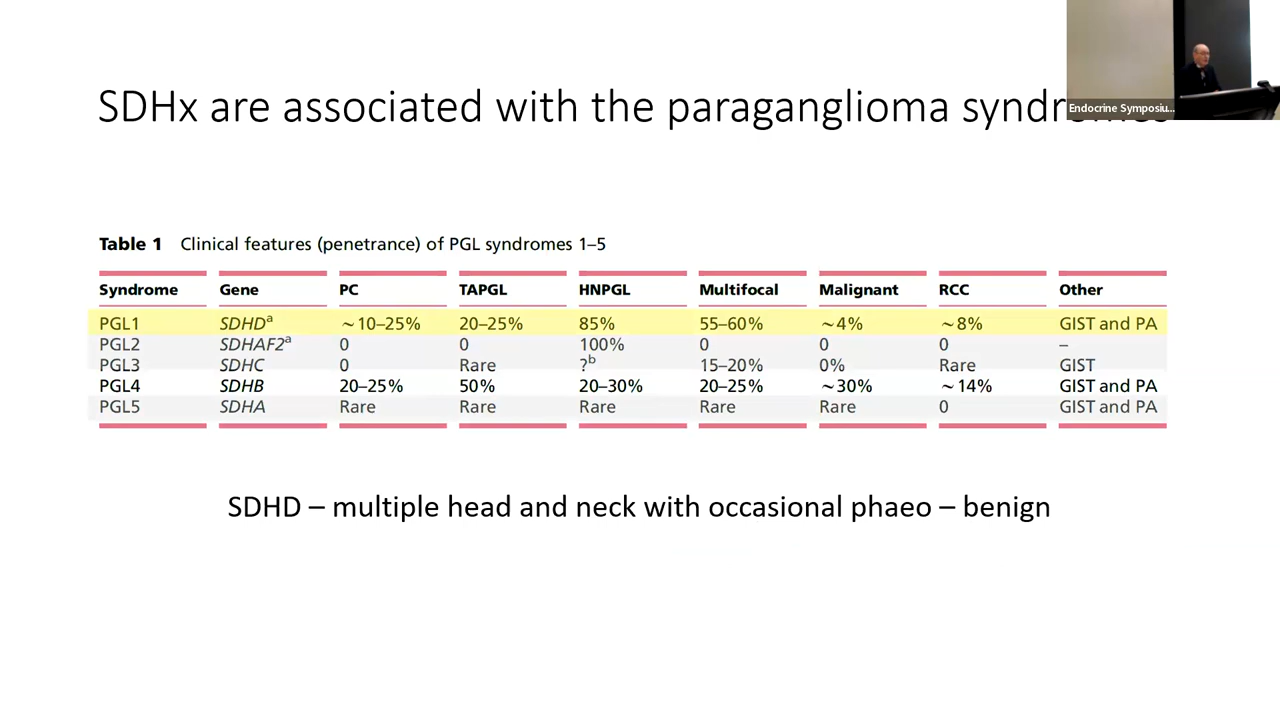 SDHx are associated with the paraganglioma
Endocrine Symposiu...
Table 1 Clinical features (penetrance) of PGL syndromes 1–5
Syndrome Gene PC TAPGL HNPGL Multifocal Malignant RCC Other
PGL1 SDHDᵃ ~10–25% 20–25% 85% 55–60% ~4% ~8% GIST and PA
PGL2 SDHAF2ᵃ 0 0 100% 0 0 0 –
PGL3 SDHC 0 Rare ?ᵇ 15–20% 0% Rare GIST
PGL4 SDHB 20–25% 50% 20–30% 20–25% ~30% ~14% GIST and PA
PGL5 SDHA Rare Rare Rare Rare Rare 0 GIST and PA
SDHD – multiple head and neck with occasional phaeo – benign